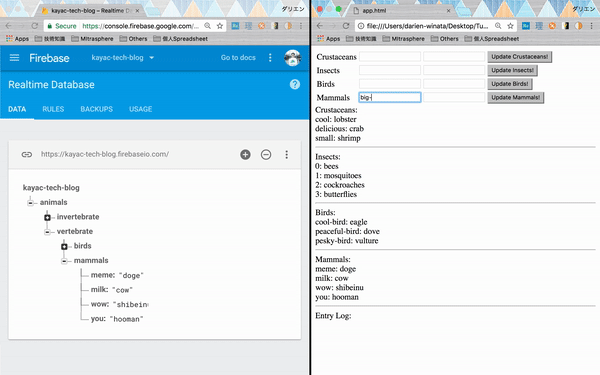 kayac-tech-blog – Realtime Dat
ダリエン
Secure
https://console.firebase.google.com/u/0/
Apps
技術知識
Mitrasphere
Others
個人Spreadsheet
Firebase
kayac-tech-blog
Go to docs
Realtime Database
DATA
RULES
BACKUPS
USAGE
https://kayac-tech-blog.firebaseio.com/
kayac-tech-blog
animals
invertebrate
vertebrate
birds
mammals
meme: "doge"
milk: "cow"
wow: "shibeinu
you: "hooman"
app.html
ダリエン
file:///Users/darien-winata/Desktop/Tu...
Apps
技術知識
Mitrasphere
Others
個人Spreadsheet
Crustaceans
Update Crustaceans!
Insects
Update Insects!
Birds
Update Birds!
Mammals
big-
Update Mammals!
Crustaceans:
cool: lobster
delicious: crab
small: shrimp
Insects:
0: bees
1: mosquitoes
2: cockroaches
3: butterflies
Birds:
cool-bird: eagle
peaceful-bird: dove
pesky-bird: vulture
Mammals:
meme: doge
milk: cow
wow: shibeinu
you: hooman
Entry Log: